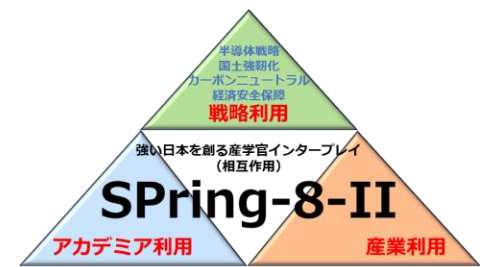 半導体戦略
国土強靭化
カーボンニュートラル
経済安全保障
戦略利用
強い日本を創る産学官インタープレイ
（相互作用）
SPring-8-II
アカデミア利用
産業利用